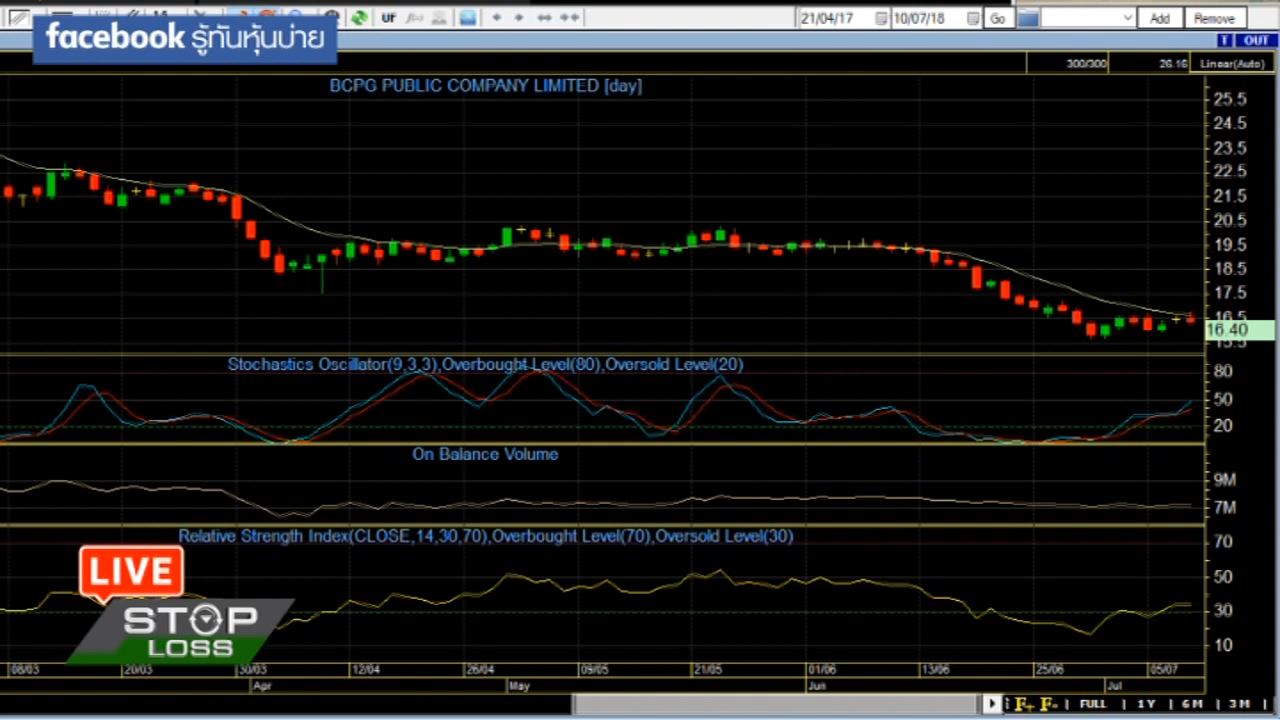 UF
21/04/17
10/07/18
Go
Add
Remove
facebook รู้ทันหุ้นบ่าย
T
OUT
300/300
26.16
Linear(Auto)
BCPG PUBLIC COMPANY LIMITED [day]
25.5
24.5
23.5
22.5
21.5
20.5
19.5
18.5
17.5
16.5
16.40
15.5
Stochastics Oscillator(9,3,3),Overbought Level(80),Oversold Level(20)
80
50
20
On Balance Volume
9M
7M
Relative Strength Index(CLOSE,14,30,70),Overbought Level(70),Oversold Level(30)
70
50
30
10
LIVE
STOP
LOSS
08/03
20/03
30/03
12/04
26/04
09/05
21/05
01/06
13/06
25/06
05/07
Apr
May
Jun
Jul
F+ F- | FULL | 1Y | 6M | 3M |